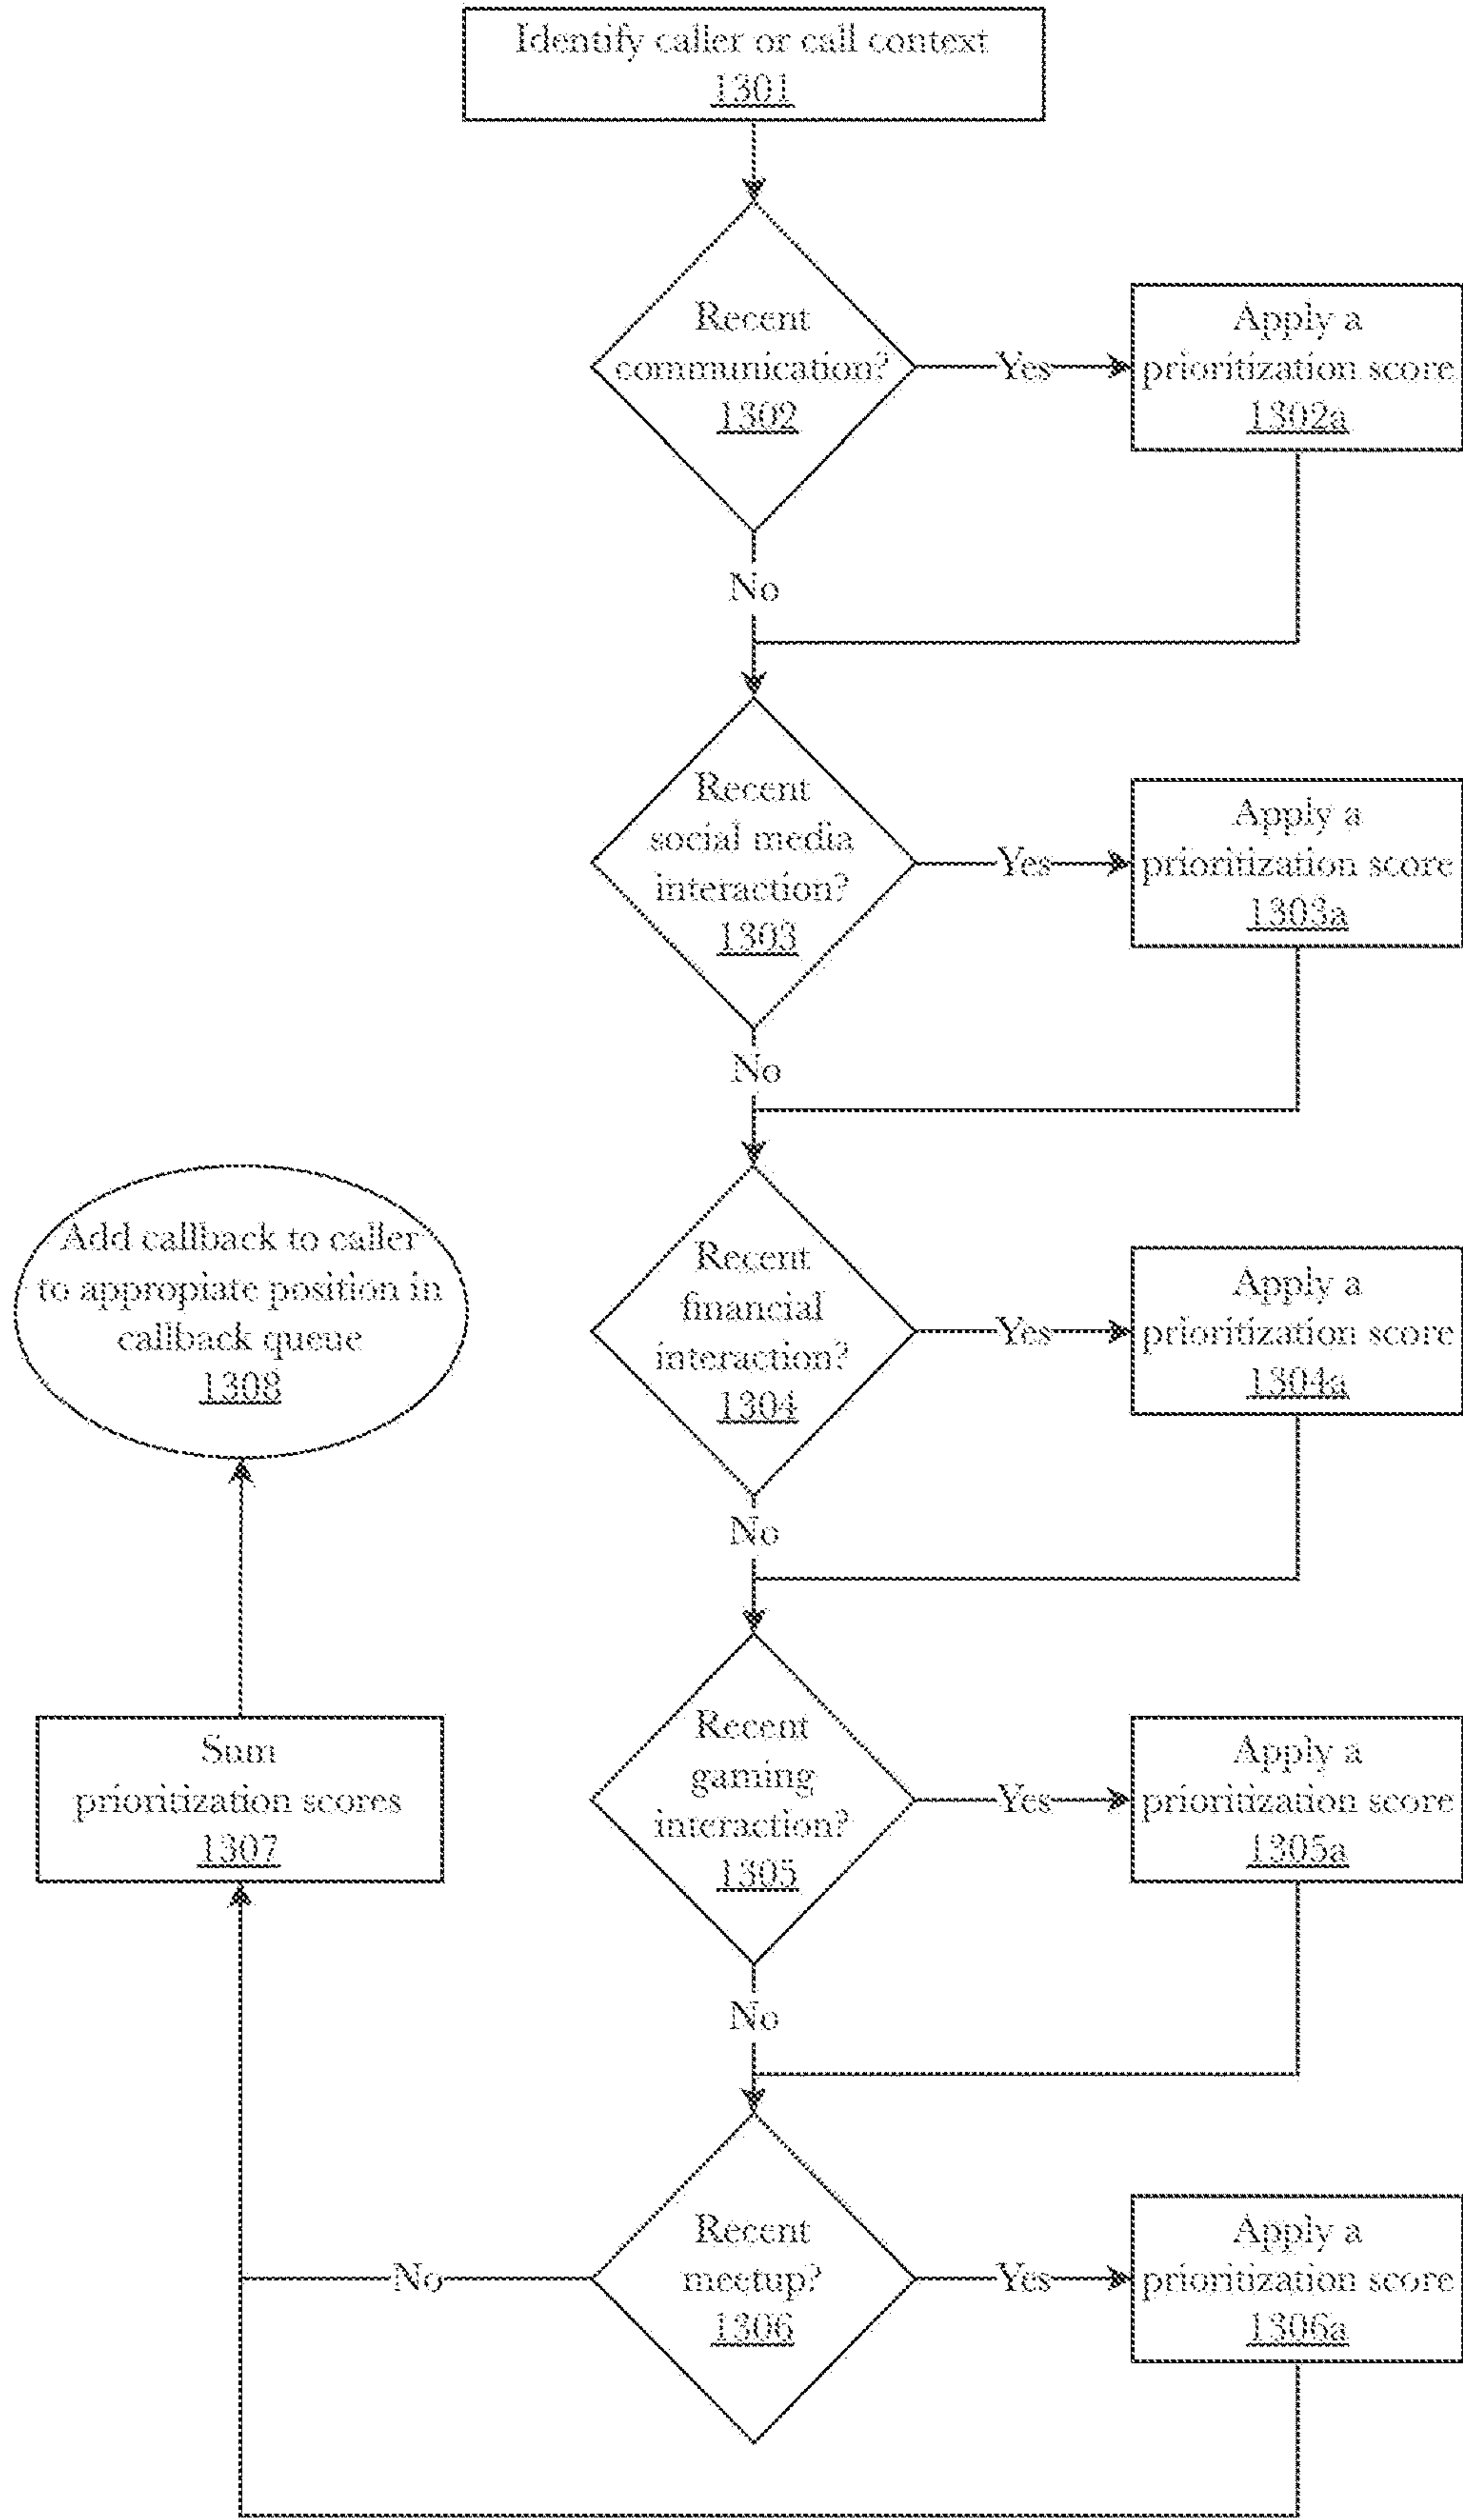 Identify caller or call context
1301
Recent
communication?
1302
Yes
Apply a
prioritization score
1302a
No
Recent
social media
interaction?
1303
Yes
Apply a
prioritization score
1303a
No
Add callback to caller
to appropiate position in
callback queue
1308
Recent
financial
interaction?
1304
Yes
Apply a
prioritization score
1304a
No
Sum
prioritization scores
1307
Recent
gaming
interaction?
1305
Yes
Apply a
prioritization score
1305a
No
No
Recent
meetup?
1306
Yes
Apply a
prioritization score
1306a